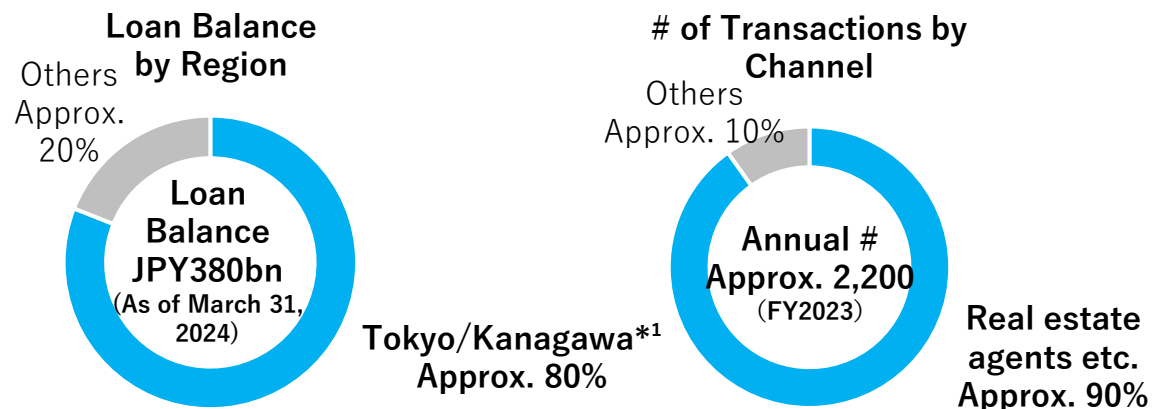 Loan Balance
by Region
Others
Approx.
20%
Loan
Balance
JPY380bn
(As of March 31,
2024)
Tokyo/Kanagawa*1
Approx. 80%
# of Transactions by
Channel
Others
Approx. 10%
Annual #
Approx. 2,200
(FY2023)
Real estate
agents etc.
Approx. 90%